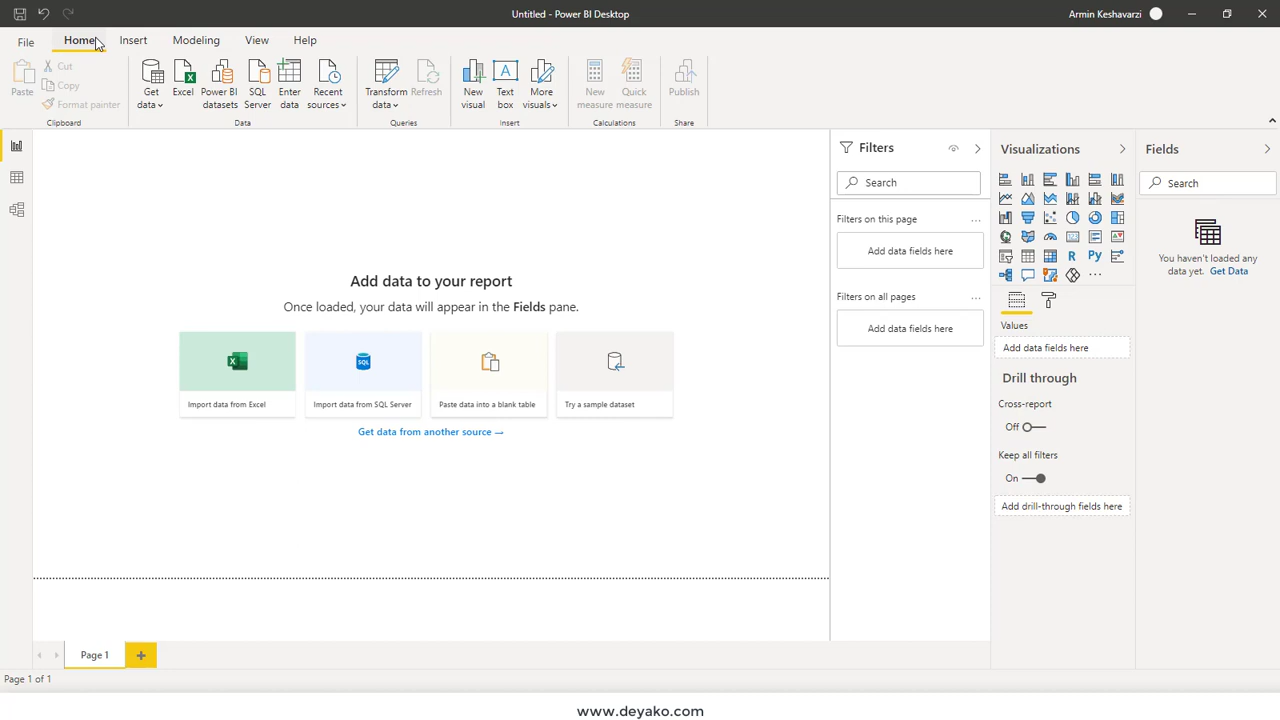 Untitled - Power BI Desktop
Armin Keshavarzi
File
Home
Insert
Modeling
View
Help
Paste
Cut
Copy
Format painter
Clipboard
Get data
Excel
Power BI datasets
SQL Server
Enter data
Recent sources
Data
Transform data
Refresh
Queries
New visual
Text box
More visuals
Insert
New measure
Quick measure
Calculations
Publish
Share
Add data to your report
Once loaded, your data will appear in the Fields pane.
SQL
Import data from Excel
Import data from SQL Server
Paste data into a blank table
Try a sample dataset
Get data from another source →
Filters
Search
Filters on this page
...
Add data fields here
Filters on all pages
...
Add data fields here
Visualizations
R
Py
...
Values
Add data fields here
Drill through
Cross-report
Off
Keep all filters
On
Add drill-through fields here
Fields
Search
You haven't loaded any
data yet. Get Data
Page 1
Page 1 of 1
www.deyako.com